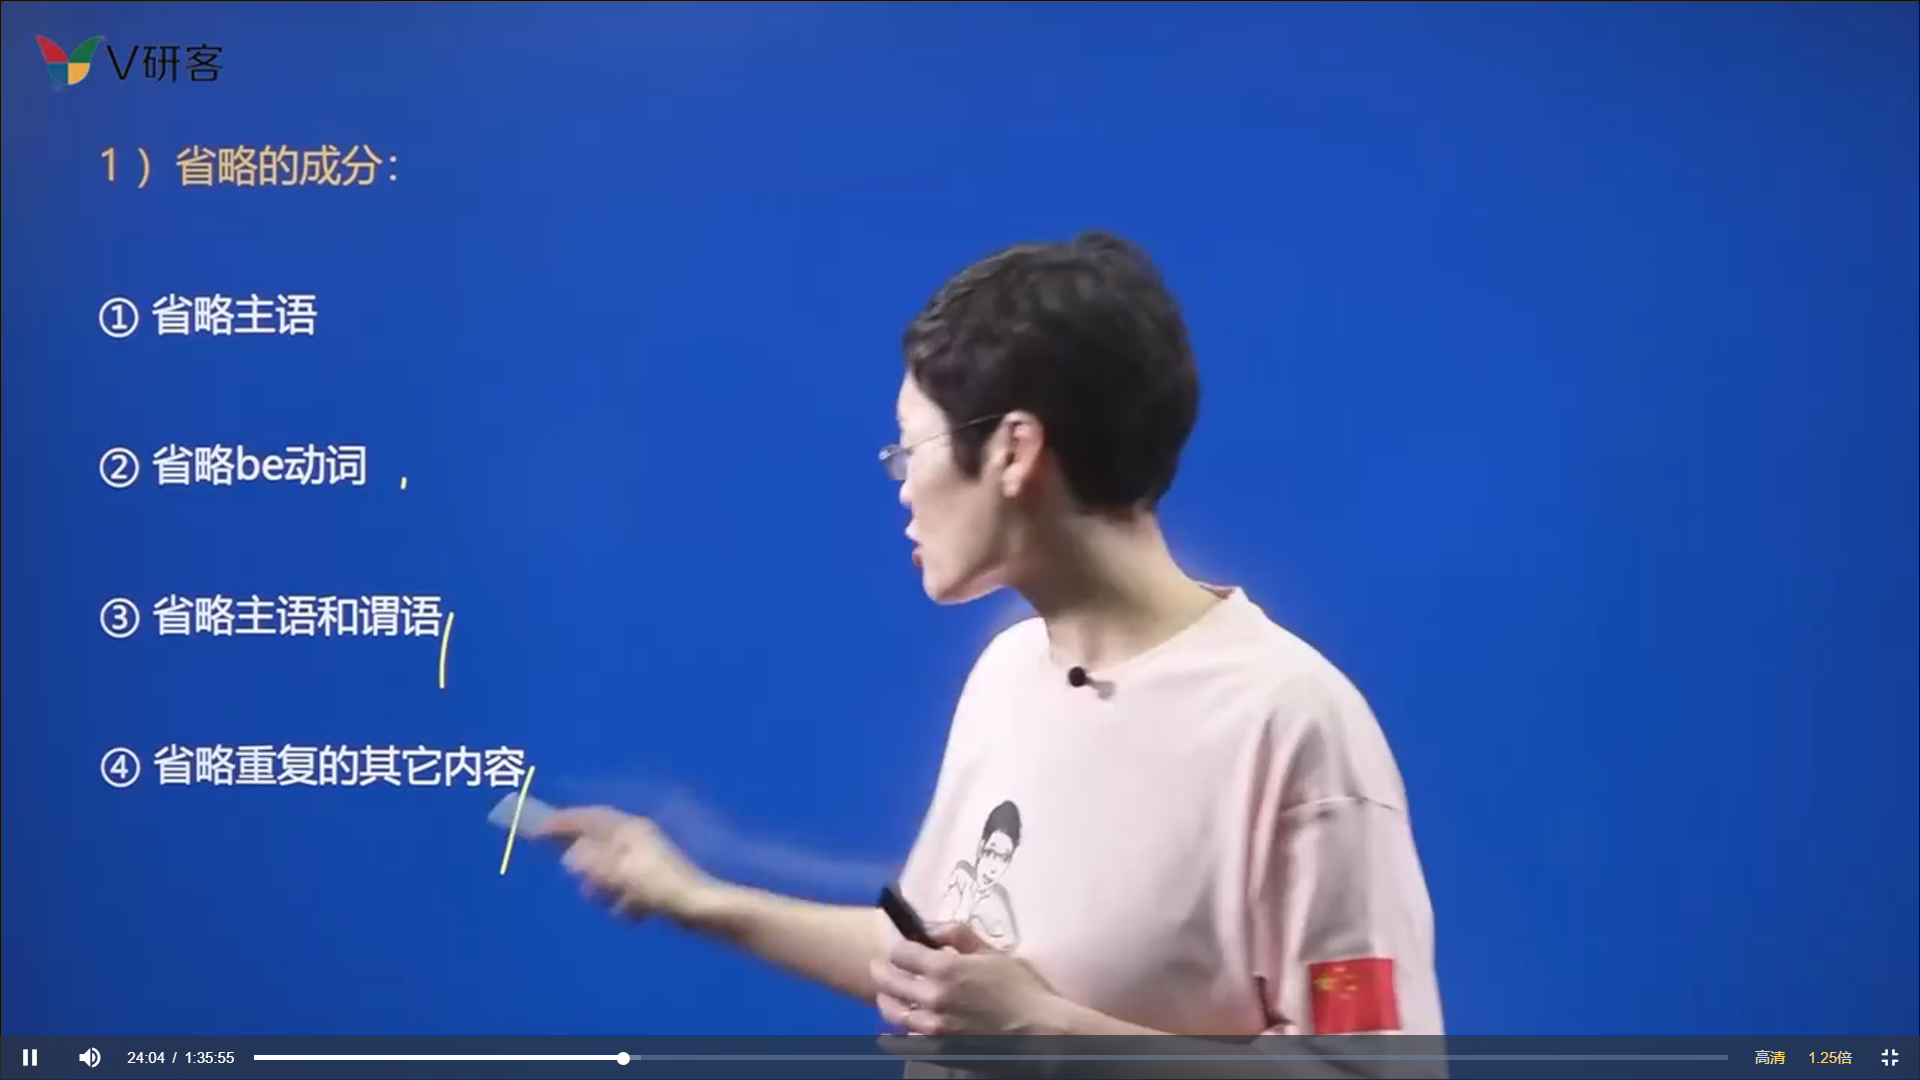 V研客
1）省略的成分：
① 省略主语
② 省略be动词
③ 省略主语和谓语
④ 省略重复的其它内容
24:04 / 1:35:55 高清 1.25倍